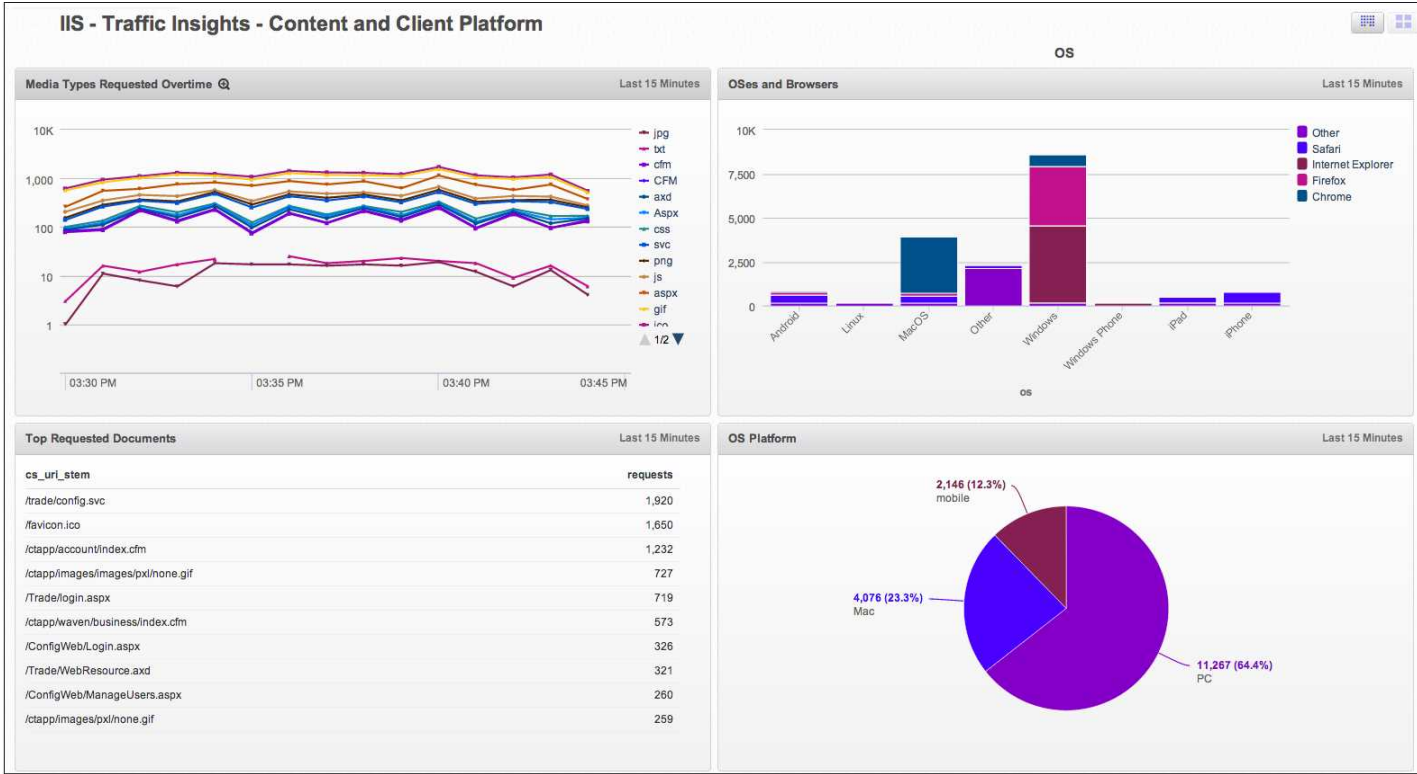 IIS - Traffic Insights - Content and Client Platform
OS
Media Types Requested Overtime
Last 15 Minutes
10K
1,000
100
10
1
03:30 PM
03:35 PM
03:40 PM
03:45 PM
jpg
txt
cfm
CFM
axd
Aspx
css
svc
png
js
aspx
gif
ico
1/2
OSes and Browsers
Last 15 Minutes
10K
7,500
5,000
2,500
0
Android
Linux
MacOS
Other
Windows
Windows Phone
iPad
iPhone
os
Other
Safari
Internet Explorer
Firefox
Chrome
Top Requested Documents
Last 15 Minutes
cs_uri_stem requests
/trade/config.svc 1,920
/favicon.ico 1,650
/ctapp/account/index.cfm 1,232
/ctapp/images/images/pxl/none.gif 727
/Trade/login.aspx 719
/ctapp/waven/business/index.cfm 573
/ConfigWeb/Login.aspx 326
/Trade/WebResource.axd 321
/ConfigWeb/ManageUsers.aspx 260
/ctapp/images/pxl/none.gif 259
OS Platform
Last 15 Minutes
2,146 (12.3%)
mobile
4,076 (23.3%)
Mac
11,267 (64.4%)
PC